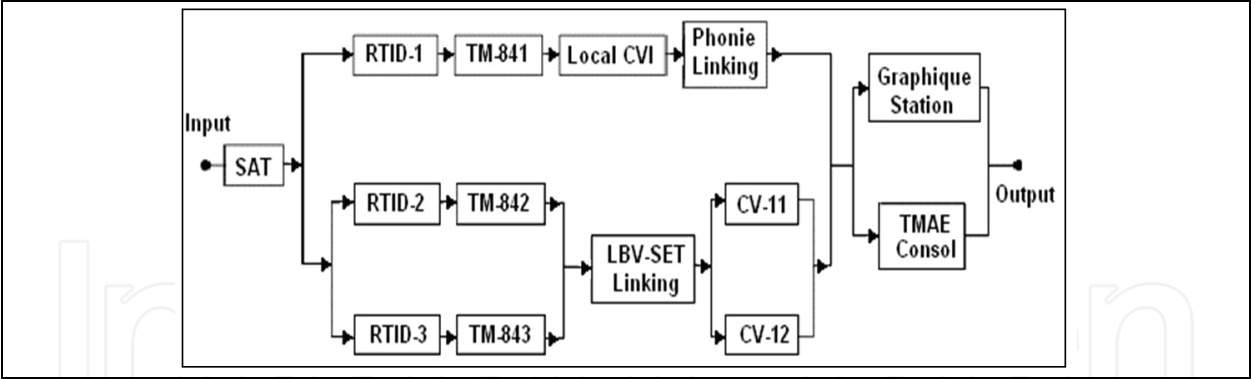 Input
SAT
RTID-1
TM-841
Local CVI
Phonie
Linking
RTID-2
TM-842
RTID-3
TM-843
LBV-SET
Linking
CV-11
CV-12
Graphique
Station
TMAE
Consol
Output